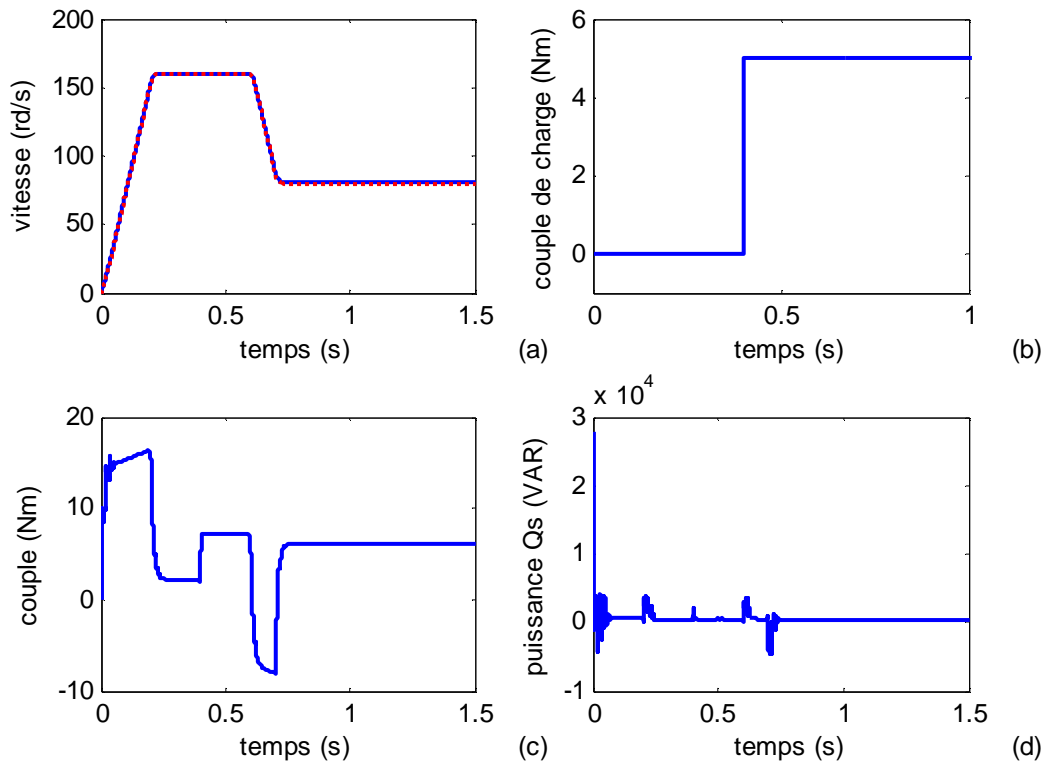 200
150
100
50
0
vitesse (rd/s)
0
0.5
1
1.5
temps (s)
(a)
6
4
2
0
couple de charge (Nm)
0
0.5
1
temps (s)
(b)
20
10
0
-10
couple (Nm)
0
0.5
1
1.5
temps (s)
(c)
x 10^4
3
2
1
0
-1
puissance Qs (VAR)
0
0.5
1
1.5
temps (s)
(d)